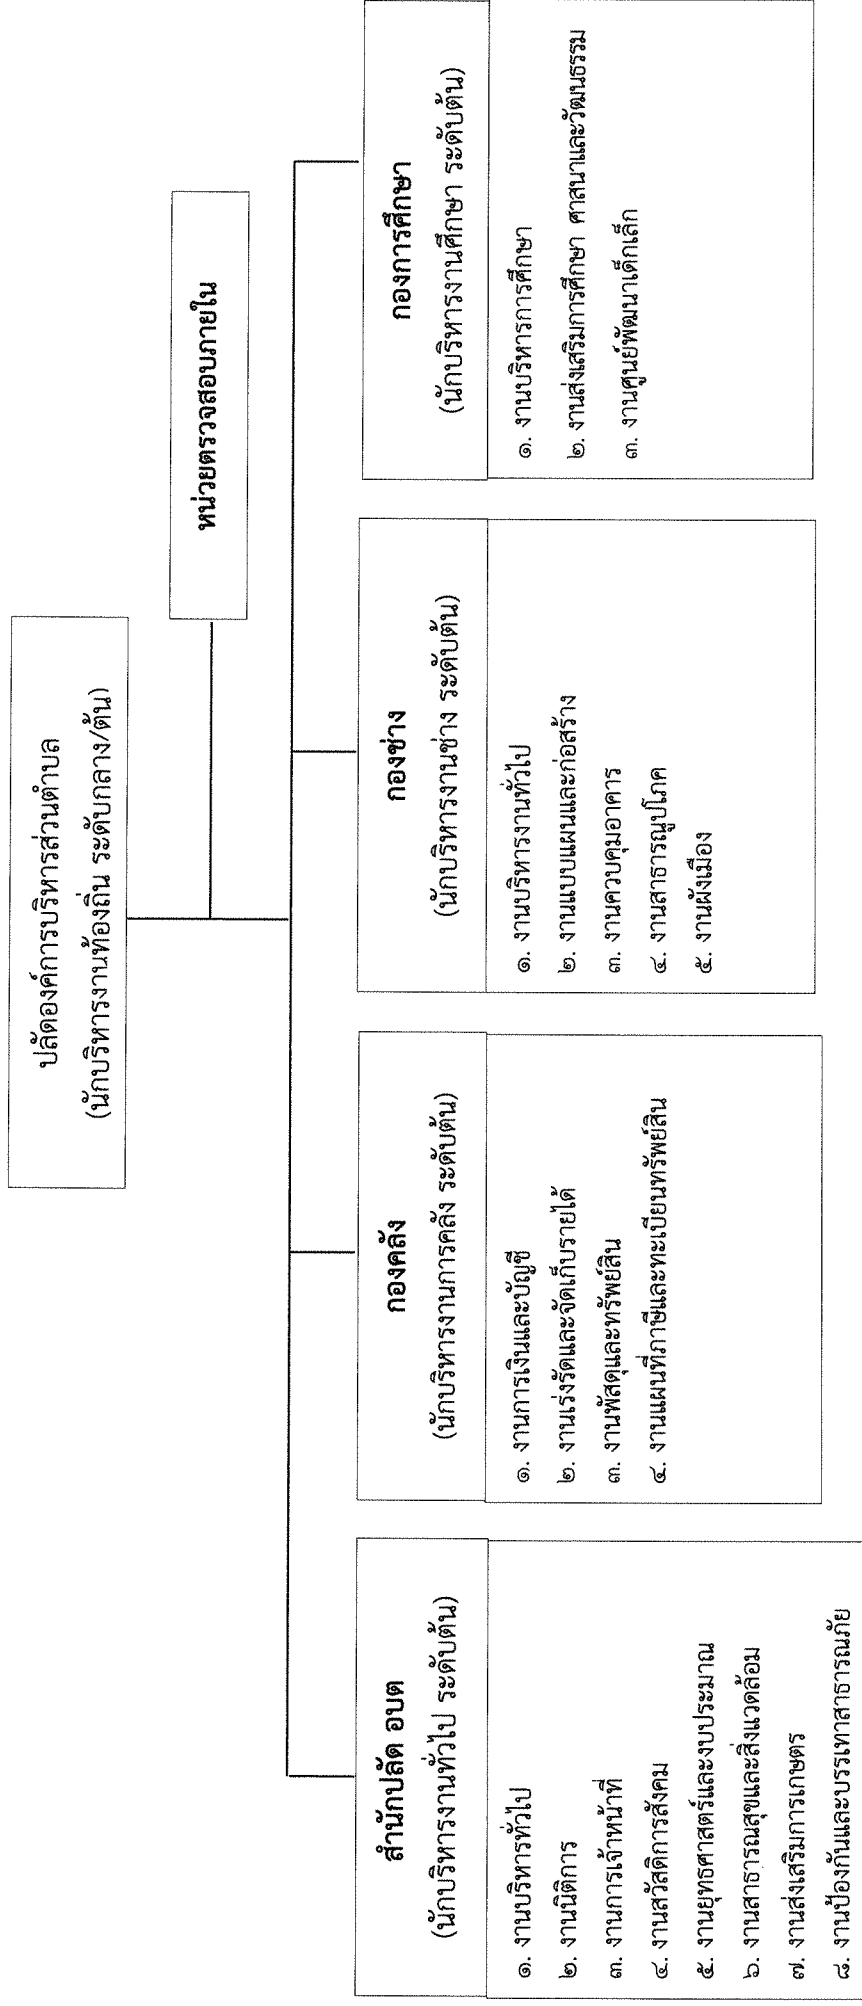 ปลัดองค์การบริหารส่วนตำบล
(นักบริหารงานท้องถิ่น ระดับกลาง/ต้น)
หน่วยตรวจสอบภายใน
สำนักปลัด อบต
(นักบริหารงานทั่วไป ระดับต้น)
๑. งานบริหารทั่วไป
๒. งานนิติการ
๓. งานการเจ้าหน้าที่
๔. งานสวัสดิการสังคม
๕. งานยุทธศาสตร์และงบประมาณ
๖. งานสาธารณสุขและสิ่งแวดล้อม
๗. งานส่งเสริมการเกษตร
๘. งานป้องกันและบรรเทาสาธารณภัย
กองคลัง
(นักบริหารงานการคลัง ระดับต้น)
๑. งานการเงินและบัญชี
๒. งานเร่งรัดและจัดเก็บรายได้
๓. งานพัสดุและทรัพย์สิน
๔. งานแผนที่ภาษีและทะเบียนทรัพย์สิน
กองช่าง
(นักบริหารงานช่าง ระดับต้น)
๑. งานบริหารงานทั่วไป
๒. งานแบบแผนและก่อสร้าง
๓. งานควบคุมอาคาร
๔. งานสาธารณูปโภค
๕. งานผังเมือง
กองการศึกษา
(นักบริหารงานศึกษา ระดับต้น)
๑. งานบริหารการศึกษา
๒. งานส่งเสริมการศึกษา ศาสนาและวัฒนธรรม
๓. งานศูนย์พัฒนาเด็กเล็ก